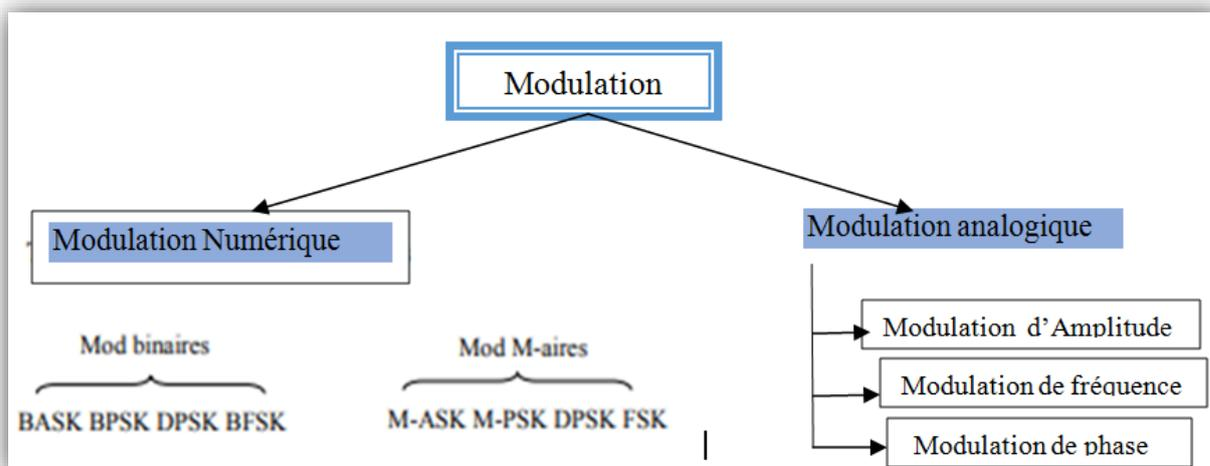 Modulation
Modulation Numérique
Modulation analogique
Mod binaires
BASK BPSK DPSK BFSK
Mod M-aires
M-ASK M-PSK DPSK FSK
Modulation d’Amplitude
Modulation de fréquence
Modulation de phase